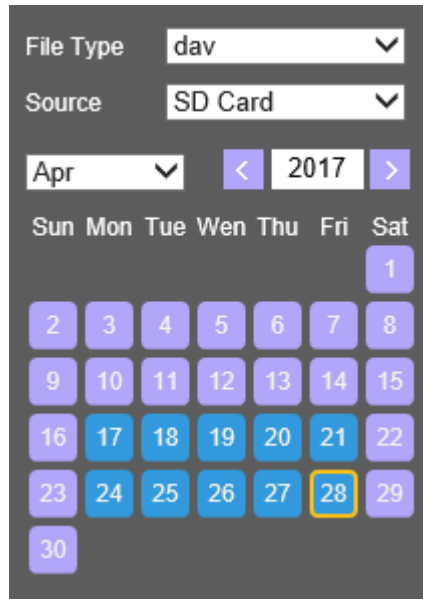 File Type dav
Source SD Card
Apr < 2017 >
Sun Mon Tue Wen Thu Fri Sat
1
2 3 4 5 6 7 8
9 10 11 12 13 14 15
16 17 18 19 20 21 22
23 24 25 26 27 28 29
30